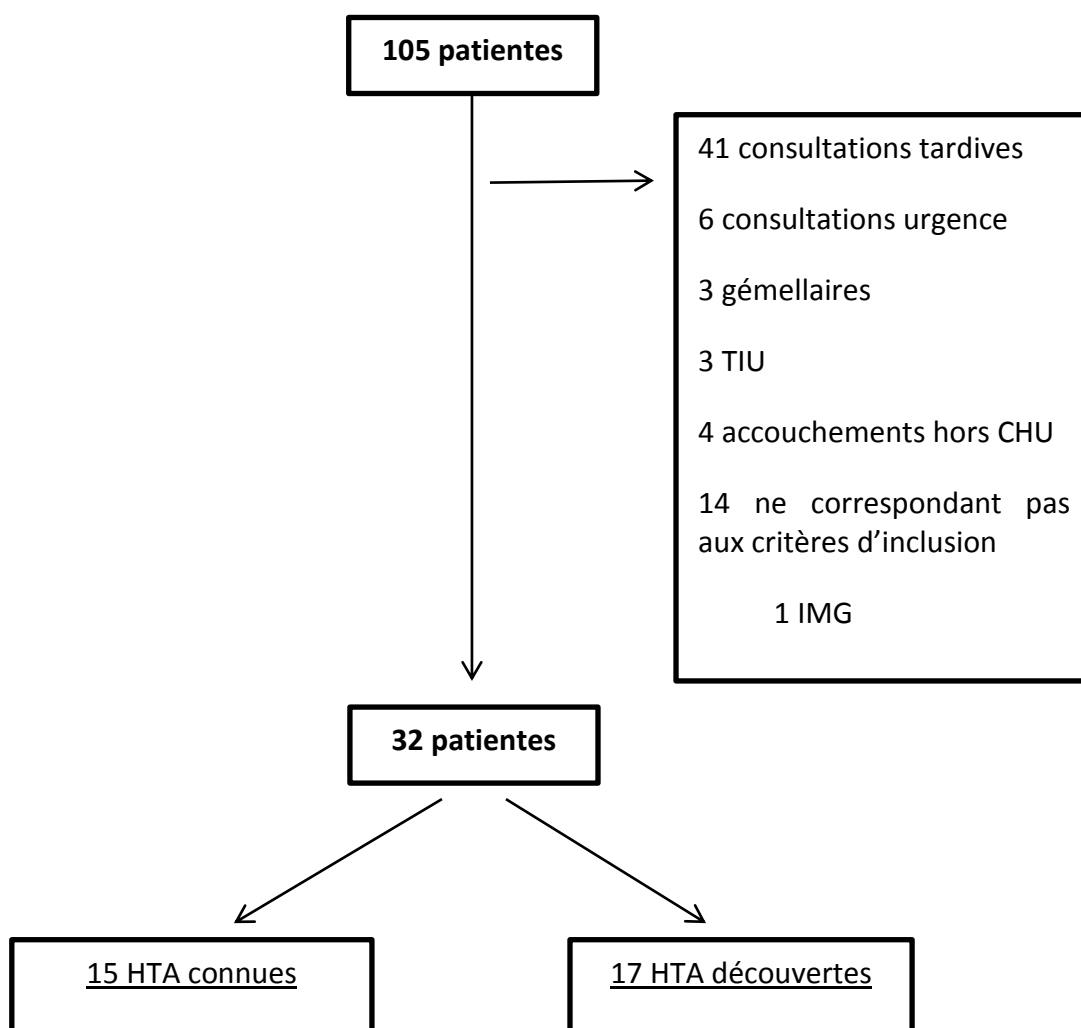 105 patientes
41 consultations tardives
6 consultations urgence
3 gémellaires
3 TIU
4 accouchements hors CHU
14 ne correspondant pas
aux critères d’inclusion
1 IMG
32 patientes
15 HTA connues
17 HTA découvertes